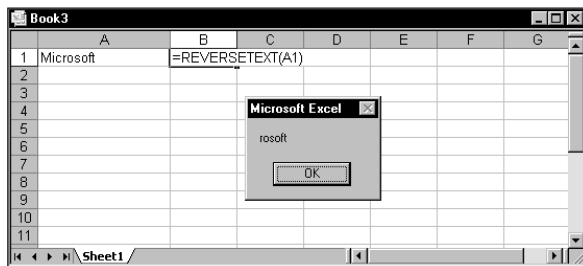 Book3
A B C D E F G
1 Microsoft =REVERSETEXT(A1)
2
3
4 Microsoft Excel
5
rosoft
6
7
OK
8
9
10
11
Sheet1